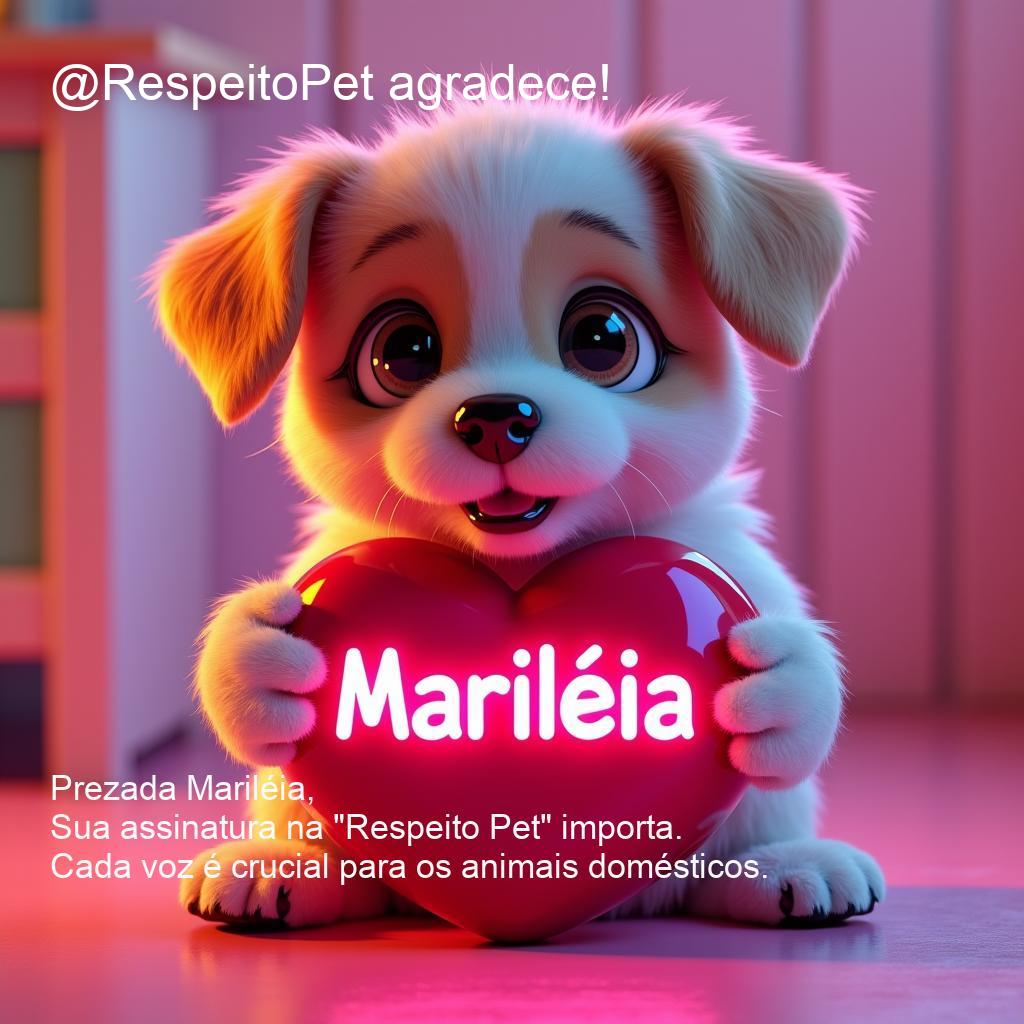 @RespeitoPet agradece!
Mariléia
Prezada Mariléia,
Sua assinatura na "Respeito Pet" importa.
Cada voz é crucial para os animais domésticos.